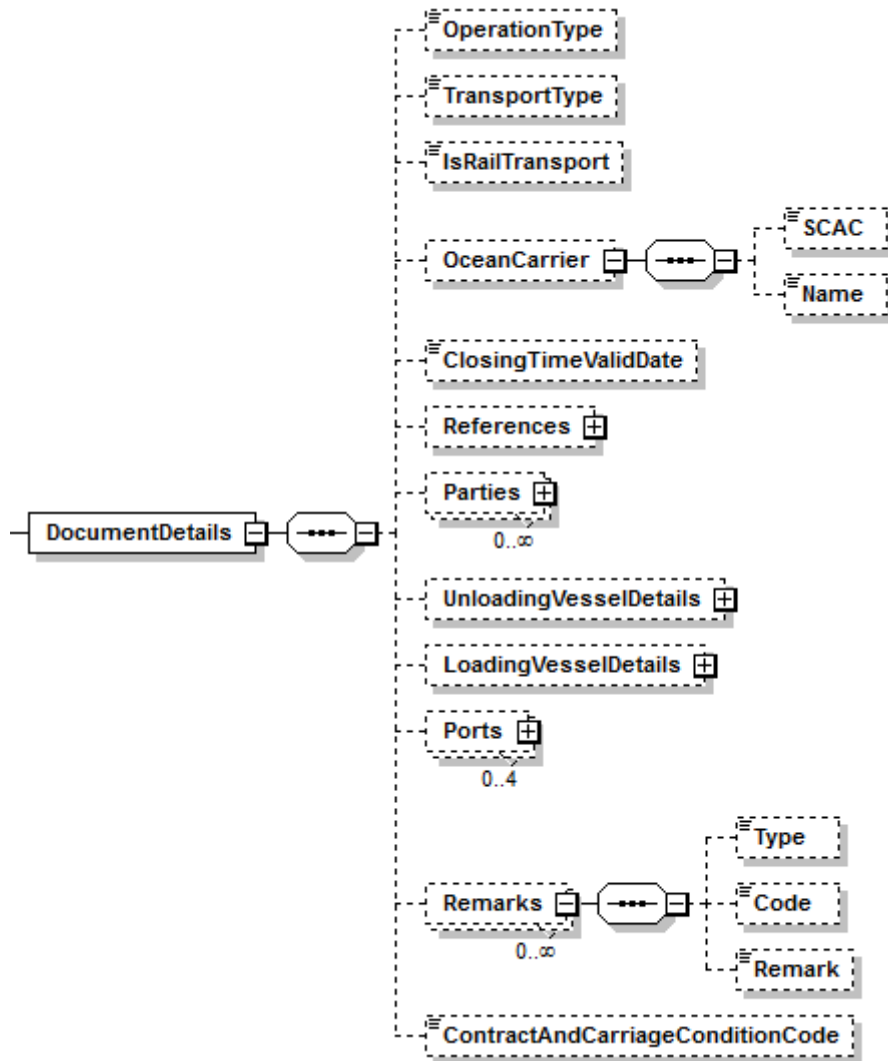 OperationType
TransportType
IsRailTransport
OceanCarrier
SCAC
Name
ClosingTimeValidDate
References
Parties
0..∞
DocumentDetails
UnloadingVesselDetails
LoadingVesselDetails
Ports
0..4
Remarks
0..∞
Type
Code
Remark
ContractAndCarriageConditionCode